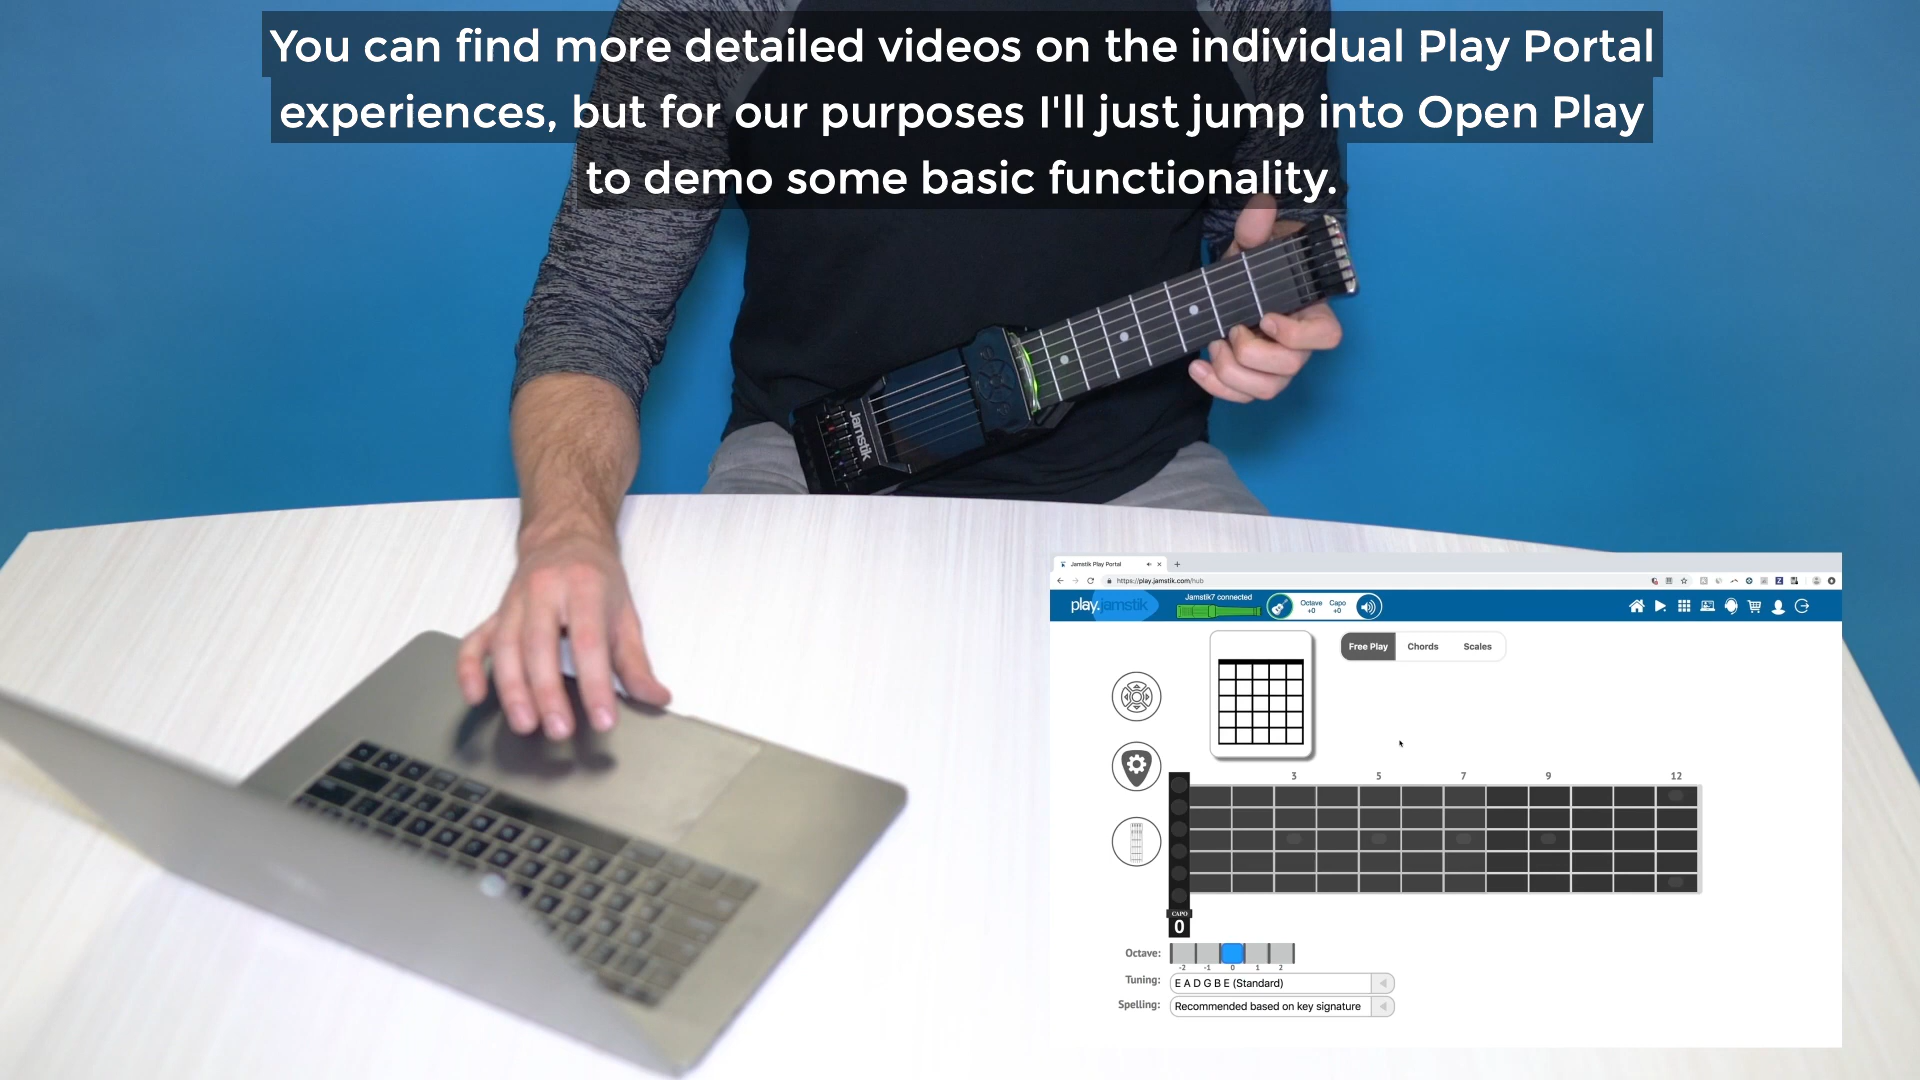 You can find more detailed videos on the individual Play Portal
experiences, but for our purposes I'll just jump into Open Play
to demo some basic functionality.
Jamstik
Jamstik Play Portal
https://play.jamstik.com/hub
play.jamstik
Jamstik7 connected
Octave
+0
Capo
+0
Free Play
Chords
Scales
3
5
7
9
12
CAPO
0
Octave:
-2
-1
0
1
2
Tuning:
E A D G B E (Standard)
Spelling:
Recommended based on key signature